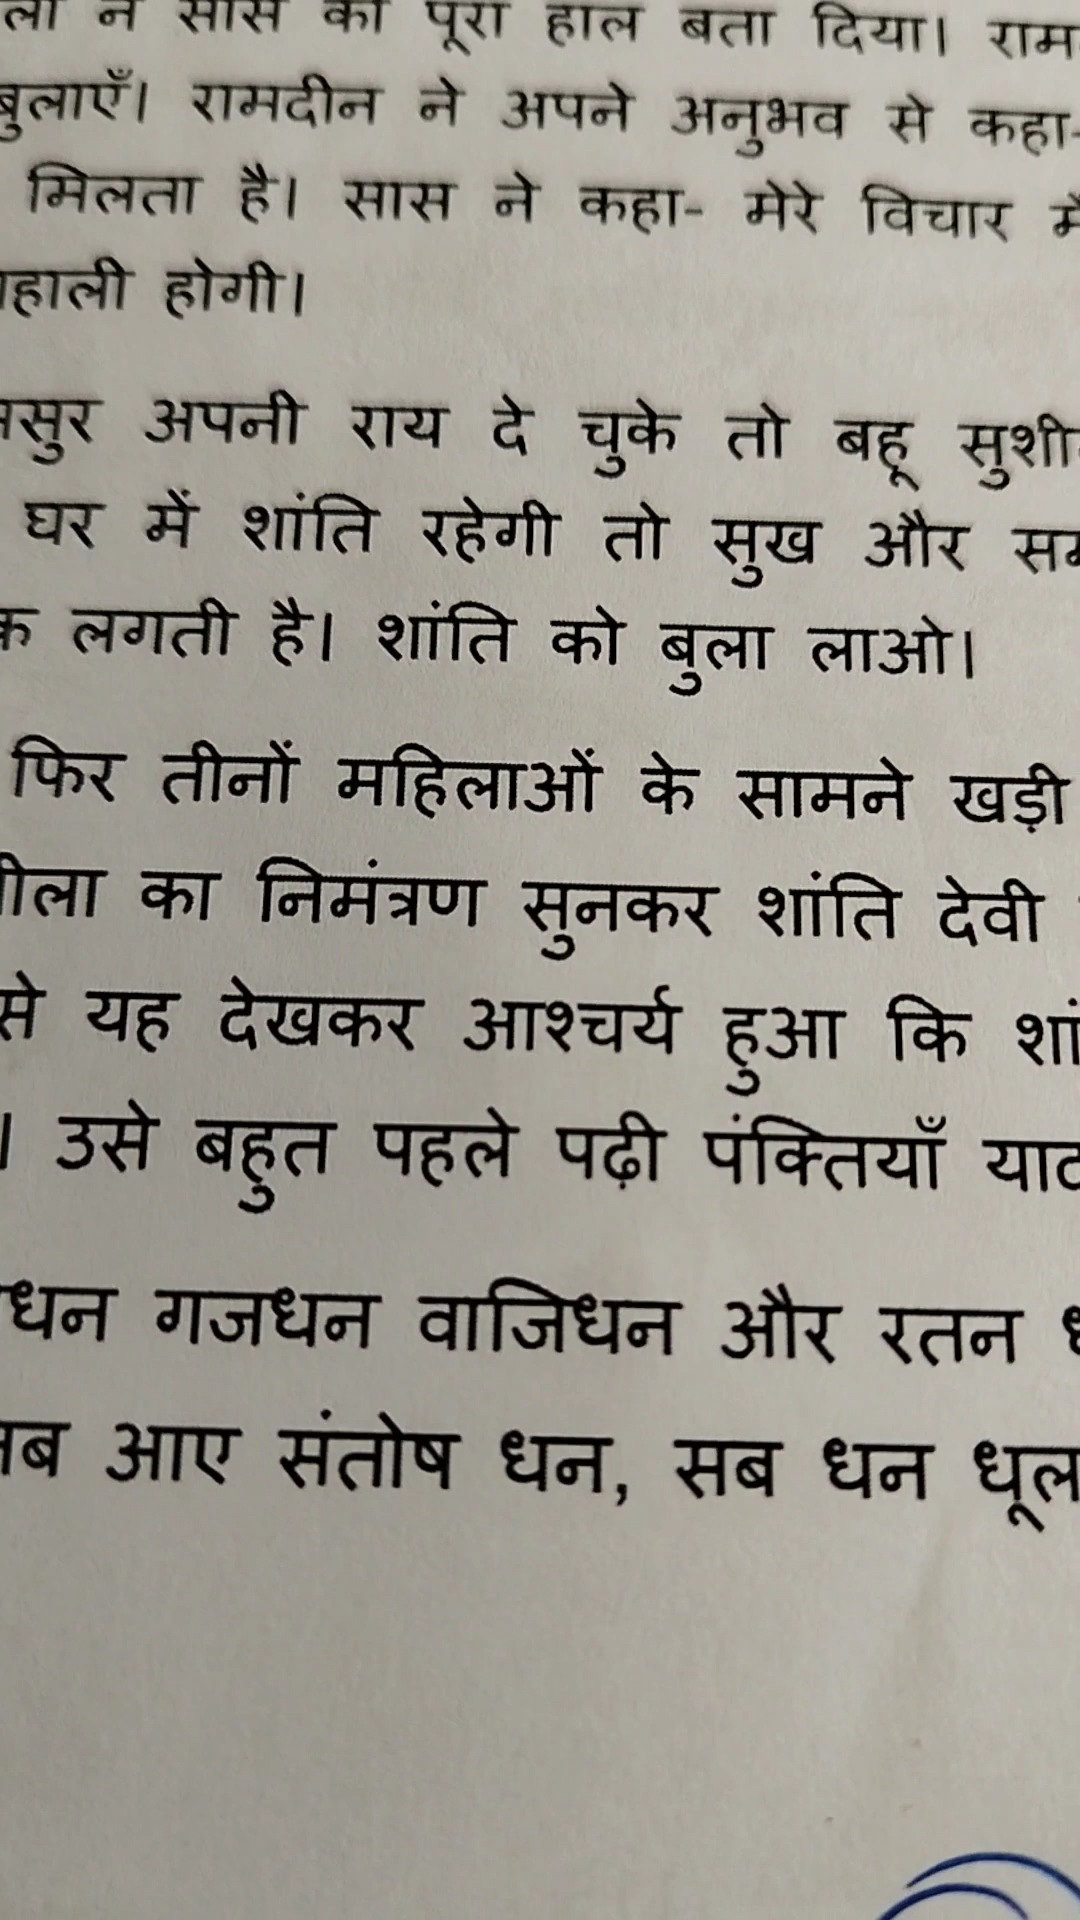 ने सास को पूरा हाल बता दिया। राम
बुलाएँ। रामदीन ने अपने अनुभव से कहा-
मिलता है। सास ने कहा- मेरे विचार में
हाली होगी।
ससुर अपनी राय दे चुके तो बहू सुशी
घर में शांति रहेगी तो सुख और सम
क लगती है। शांति को बुला लाओ।
फिर तीनों महिलाओं के सामने खड़ी
ीला का निमंत्रण सुनकर शांति देवी
से यह देखकर आश्चर्य हुआ कि शां
। उसे बहुत पहले पढ़ी पंक्तियाँ याद
धन गजधन वाजिधन और रतन ध
जब आए संतोष धन, सब धन धूल